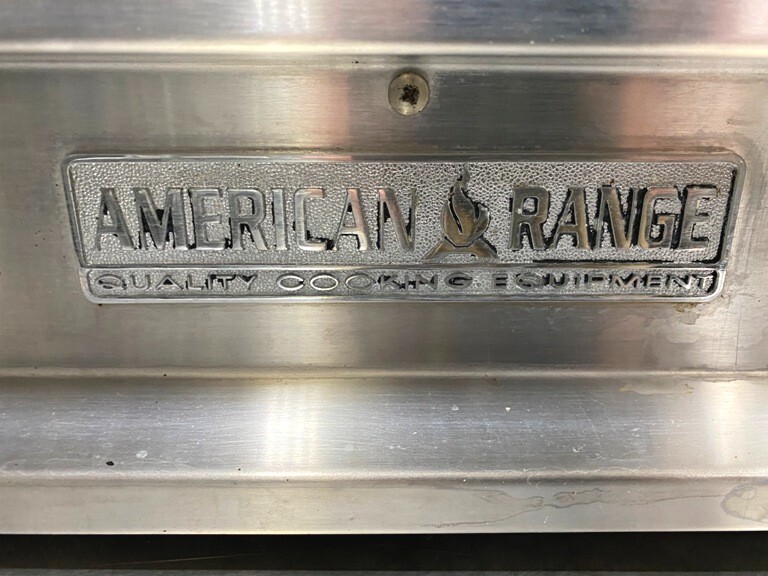 AMERICAN RANGE
QUALITY COOKING EQUIPMENT